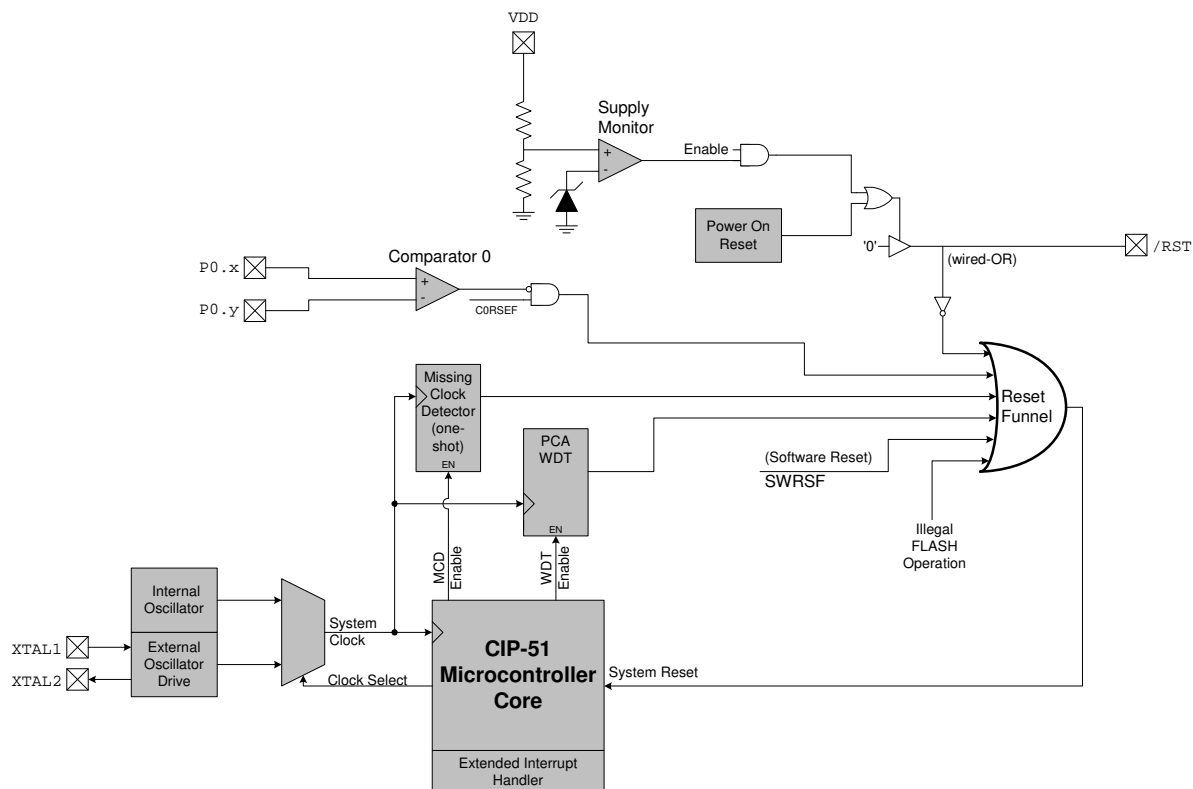 VDD
Supply
Monitor
+
-
Enable
Power On
Reset
'0'
/RST
(wired-OR)
Comparator 0
P0.x
P0.y
+
-
C0RSEF
Missing
Clock
Detector
(one-
shot)
EN
PCA
WDT
EN
Reset
Funnel
(Software Reset)
SWRSF
Illegal
FLASH
Operation
MCD
Enable
WDT
Enable
Internal
Oscillator
External
Oscillator
Drive
XTAL1
XTAL2
System
Clock
Clock Select
CIP-51
Microcontroller
Core
System Reset
Extended Interrupt
Handler